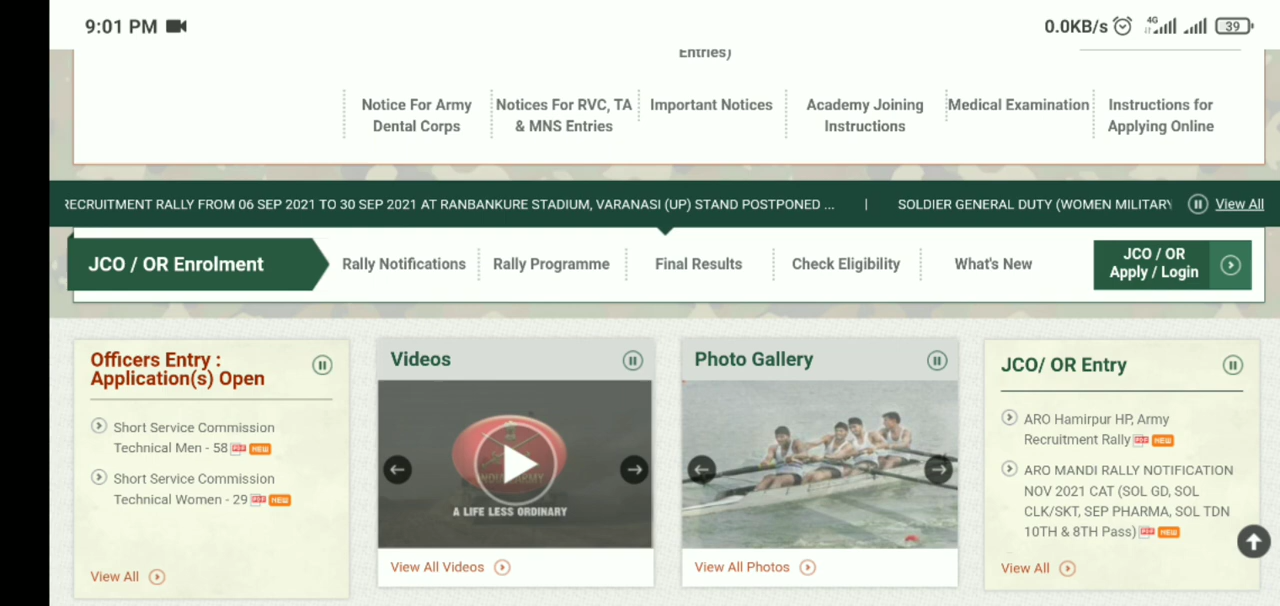 9:01 PM
0.0KB/s 4G 39
Entries)
Notice For Army
Dental Corps
Notices For RVC, TA
& MNS Entries
Important Notices
Academy Joining
Instructions
Medical Examination
Instructions for
Applying Online
RECRUITMENT RALLY FROM 06 SEP 2021 TO 30 SEP 2021 AT RANBANKURE STADIUM, VARANASI (UP) STAND POSTPONED ... | SOLDIER GENERAL DUTY (WOMEN MILITARY View All
JCO / OR Enrolment
Rally Notifications
Rally Programme
Final Results
Check Eligibility
What's New
JCO / OR
Apply / Login
Officers Entry :
Application(s) Open
Short Service Commission
Technical Men - 58 PDF NEW
Short Service Commission
Technical Women - 29 PDF NEW
View All
Videos
INDIAN ARMY
A LIFE LESS ORDINARY
View All Videos
Photo Gallery
View All Photos
JCO/ OR Entry
ARO Hamirpur HP, Army
Recruitment Rally PDF NEW
ARO MANDI RALLY NOTIFICATION
NOV 2021 CAT (SOL GD, SOL
CLK/SKT, SEP PHARMA, SOL TDN
10TH & 8TH Pass) PDF NEW
View All